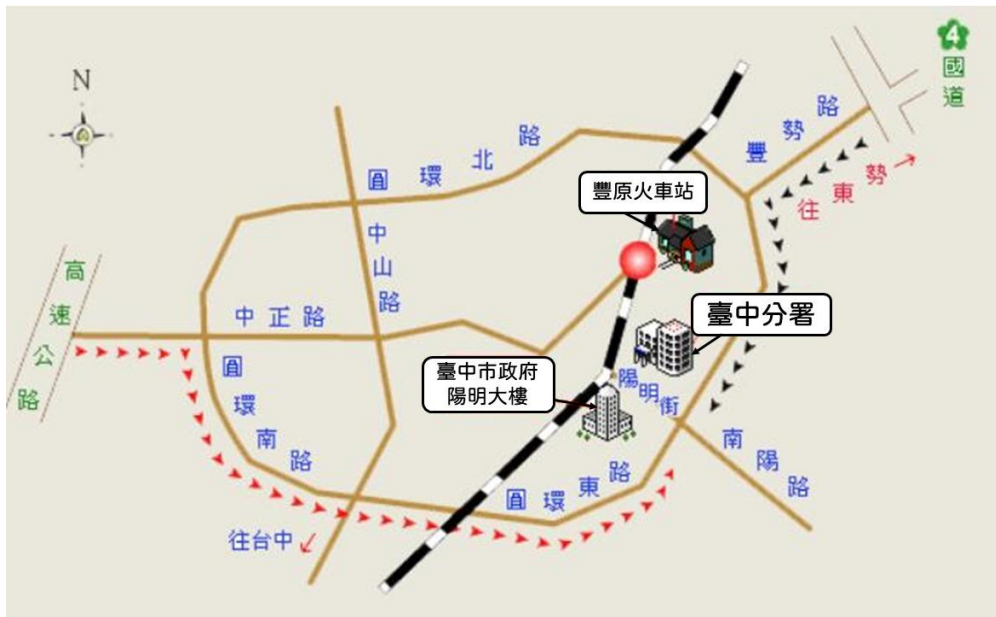 N
4
國道
豐勢路
圓環北路
往東勢
豐原火車站
中山路
高速公路
中正路
臺中分署
臺中市政府
陽明大樓
陽明街
圓環南路
南陽路
圓環東路
往台中